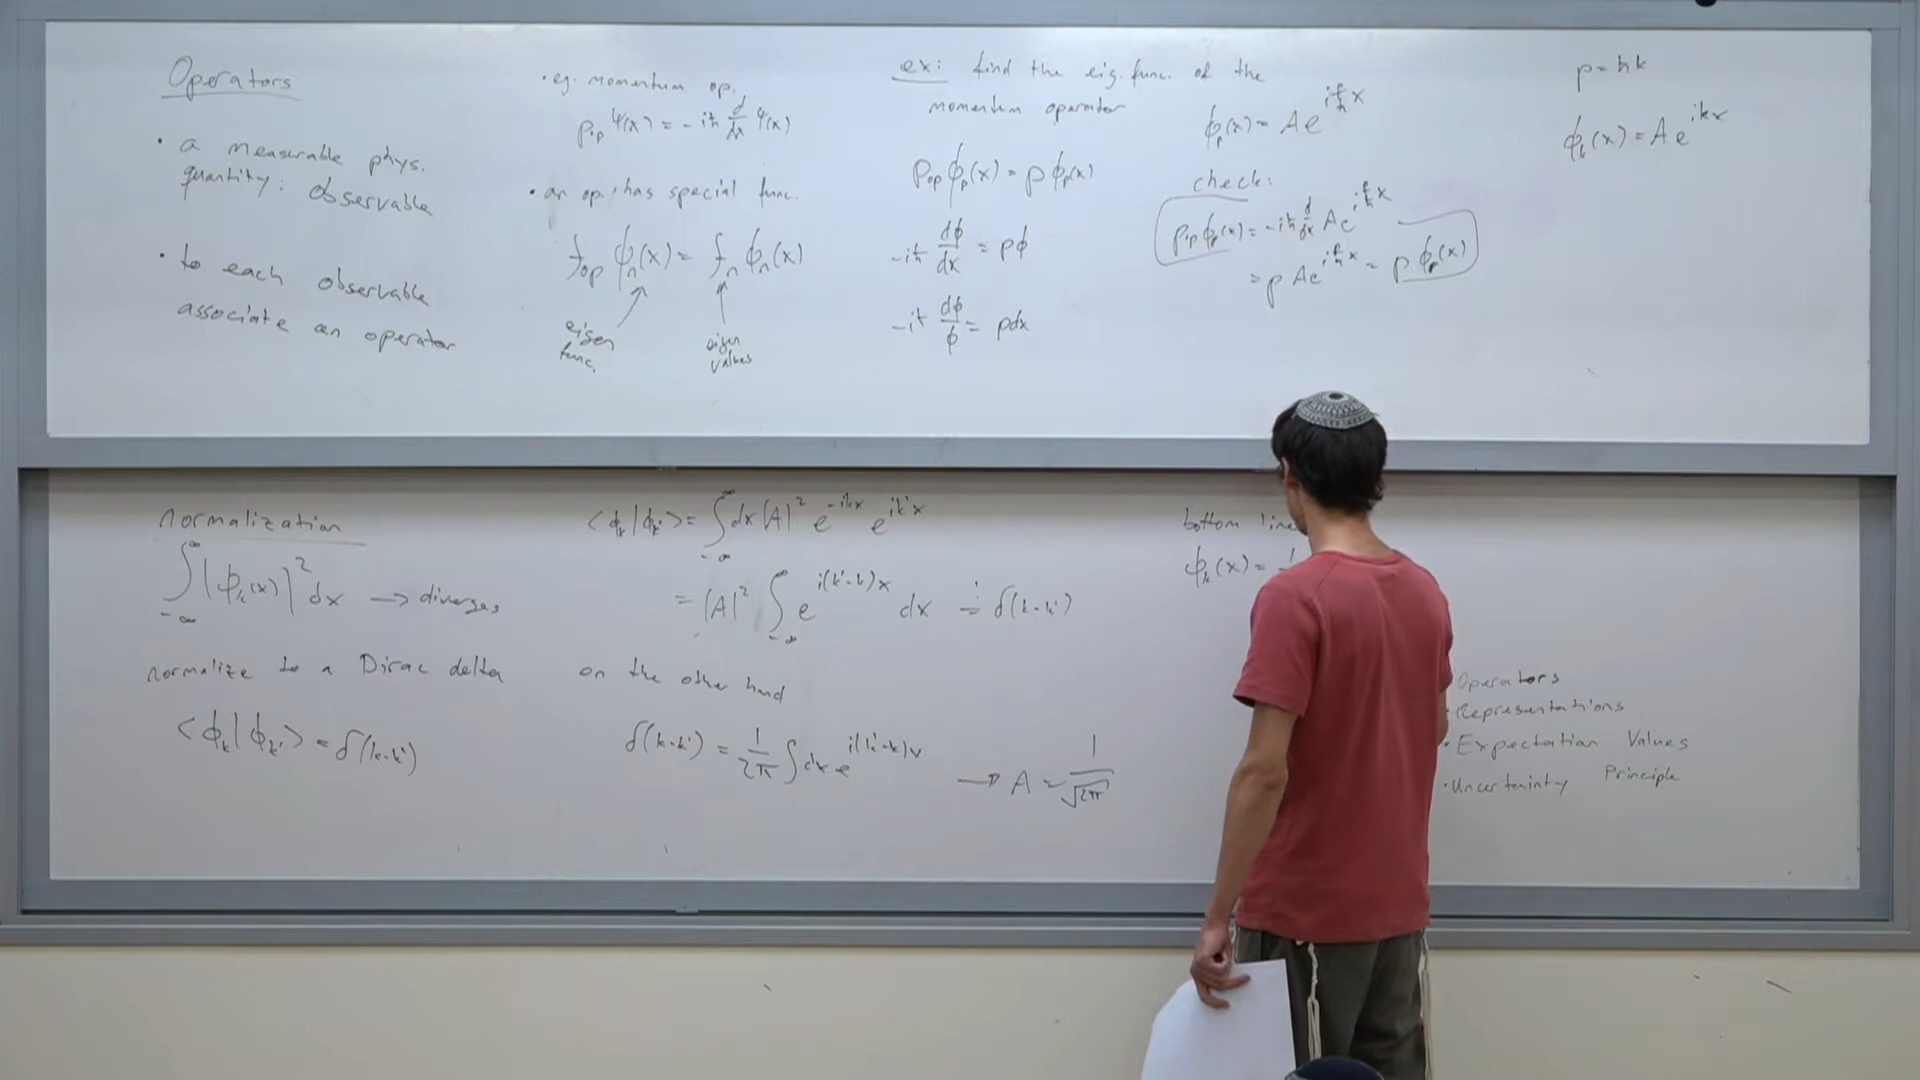 Operators
• a measurable phys.
quantity: observable
• to each observable
associate an operator
• eg. momentum op.
p_op ψ(x) = -iħ d/dx ψ(x)
• an op. has special func.
f_op ϕ_n(x) = f_n ϕ_n(x)
eigen
func.
eigen
values
ex: find the eig. func. of the
momentum operator
p_op ϕ_p(x) = p ϕ_p(x)
-iħ dϕ/dx = pϕ
-iħ dϕ/ϕ = pdx
ϕ_p(x) = A e^{i p/ħ x}
check:
p_op ϕ_p(x) = -iħ d/dx A e^{i p/ħ x}
= p A e^{i p/ħ x} = p ϕ_p(x)
p = ħk
ϕ_k(x) = A e^{ikx}
normalization
∫_{-∞}^{∞} |ϕ_k(x)|² dx → diverges
normalize to a Dirac delta
<ϕ_k|ϕ_k'> = δ(k-k')
<ϕ_k|ϕ_k'> = ∫_{-∞}^{∞} dx |A|² e^{-ikx} e^{ik'x}
= |A|² ∫_{-∞}^{∞} e^{i(k'-k)x} dx = δ(k-k')
on the other hand
δ(k-k') = 1/2π ∫ dx e^{i(k'-k)x}
→ A = 1/√2π
bottom line
ϕ_k(x) =
Operators
• Representations
• Expectation Values
• Uncertainty Principle